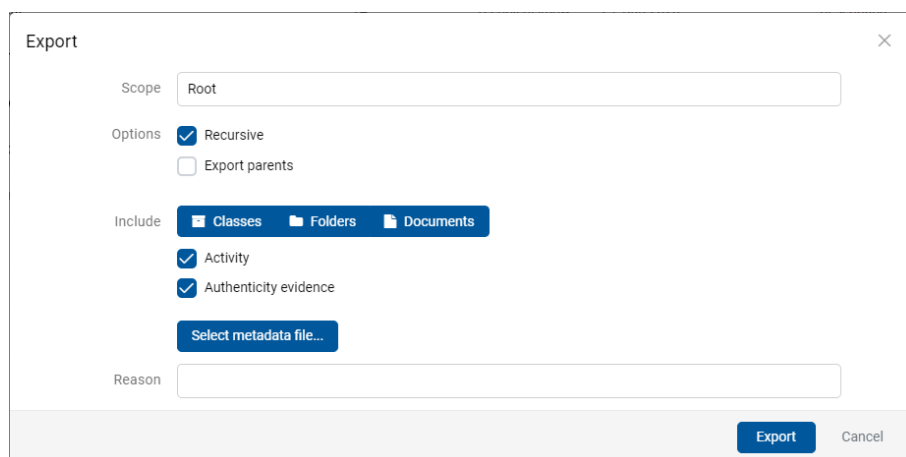 Export
Scope Root
Options Recursive
Export parents
Include Classes Folders Documents
Activity
Authenticity evidence
Select metadata file...
Reason
Export Cancel